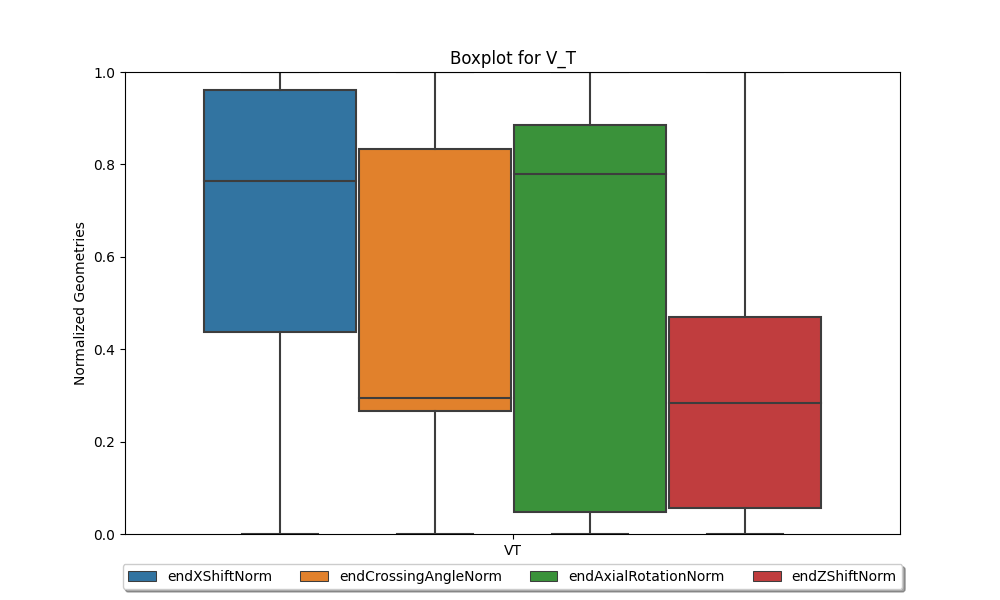 Boxplot for V_T
1.0
0.8
0.6
0.4
0.2
0.0
Normalized Geometries
VT
endXShiftNorm endCrossingAngleNorm endAxialRotationNorm endZShiftNorm